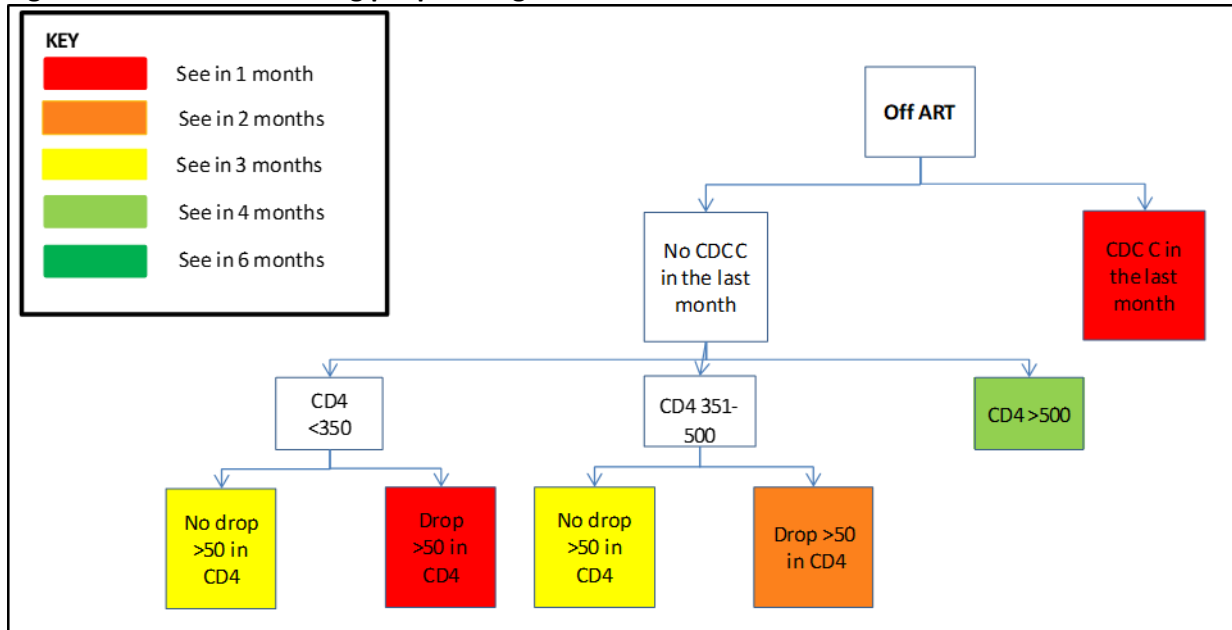 KEY
See in 1 month
See in 2 months
See in 3 months
See in 4 months
See in 6 months
Off ART
No CDC C
in the last
month
CDC C in
the last
month
CD4
<350
CD4 351-
500
CD4 >500
No drop
>50 in
CD4
Drop
>50 in
CD4
No drop
>50 in
CD4
Drop >50
in CD4